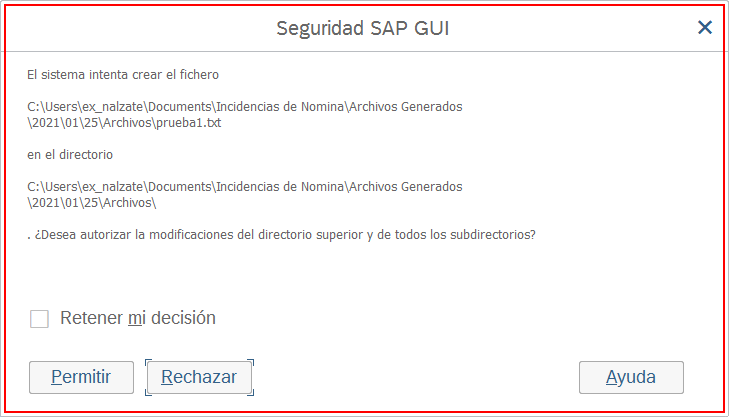 Seguridad SAP GUI
El sistema intenta crear el fichero
C:\Users\ex_nalzate\Documents\Incidencias de Nomina\Archivos Generados
\2021\01\25\Archivos\prueba1.txt
en el directorio
C:\Users\ex_nalzate\Documents\Incidencias de Nomina\Archivos Generados
\2021\01\25\Archivos\
. ¿Desea autorizar la modificaciones del directorio superior y de todos los subdirectorios?
Retener mi decisión
Permitir Rechazar Ayuda